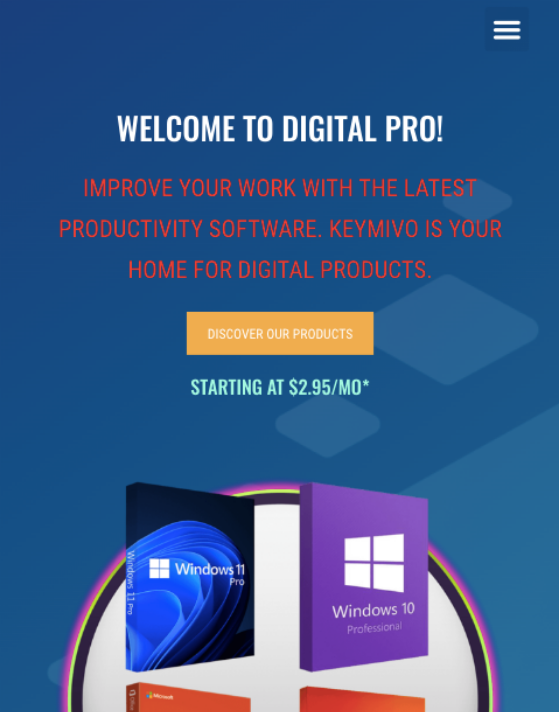 WELCOME TO DIGITAL PRO!
IMPROVE YOUR WORK WITH THE LATEST
PRODUCTIVITY SOFTWARE. KEYMIVO IS YOUR
HOME FOR DIGITAL PRODUCTS.
DISCOVER OUR PRODUCTS
STARTING AT $2.95/MO*
Windows 11
Pro
Windows 11 Pro
Windows 10
Professional
Microsoft
Office